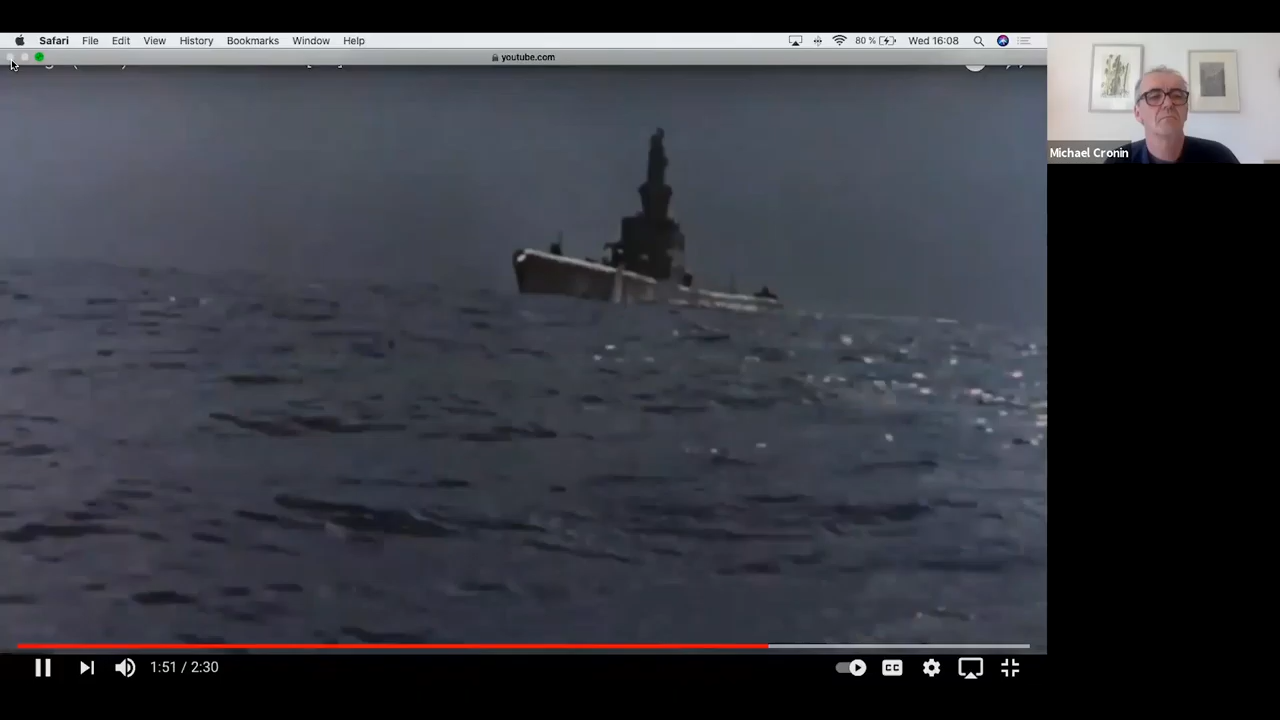 Safari File Edit View History Bookmarks Window Help 80 % Wed 16:08
youtube.com
Michael Cronin
1:51 / 2:30
CC